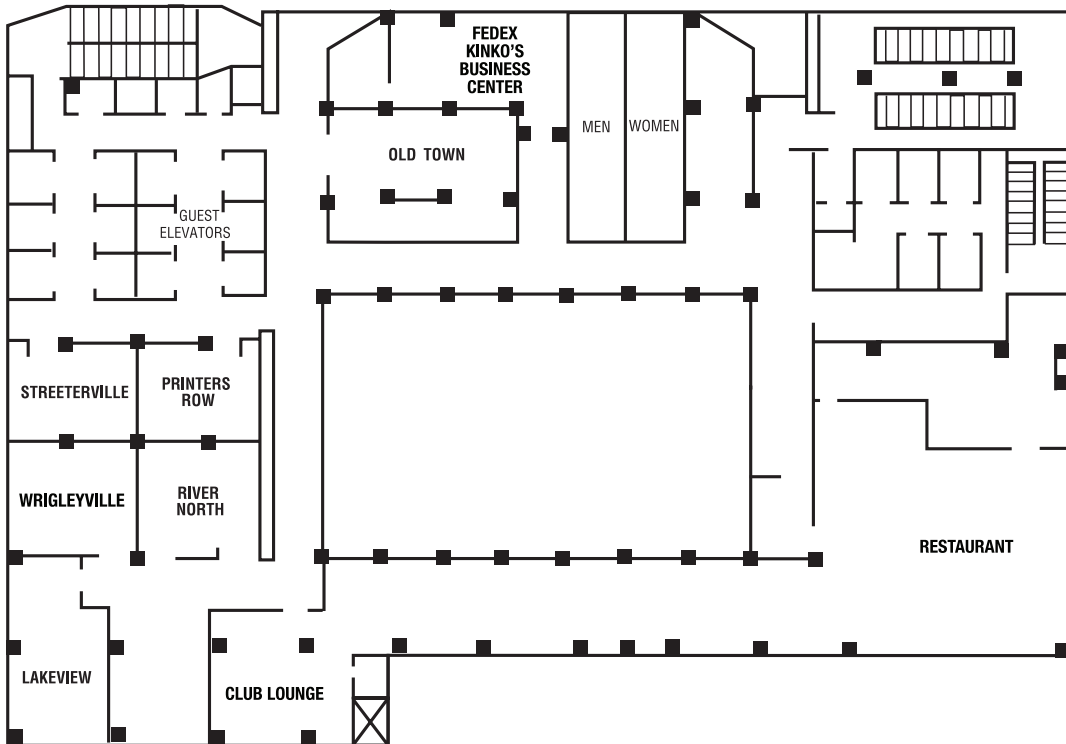 FEDEX
KINKO'S
BUSINESS
CENTER
MEN
WOMEN
OLD TOWN
GUEST
ELEVATORS
STREETERVILLE
PRINTERS
ROW
WRIGLEYVILLE
RIVER
NORTH
RESTAURANT
LAKEVIEW
CLUB LOUNGE